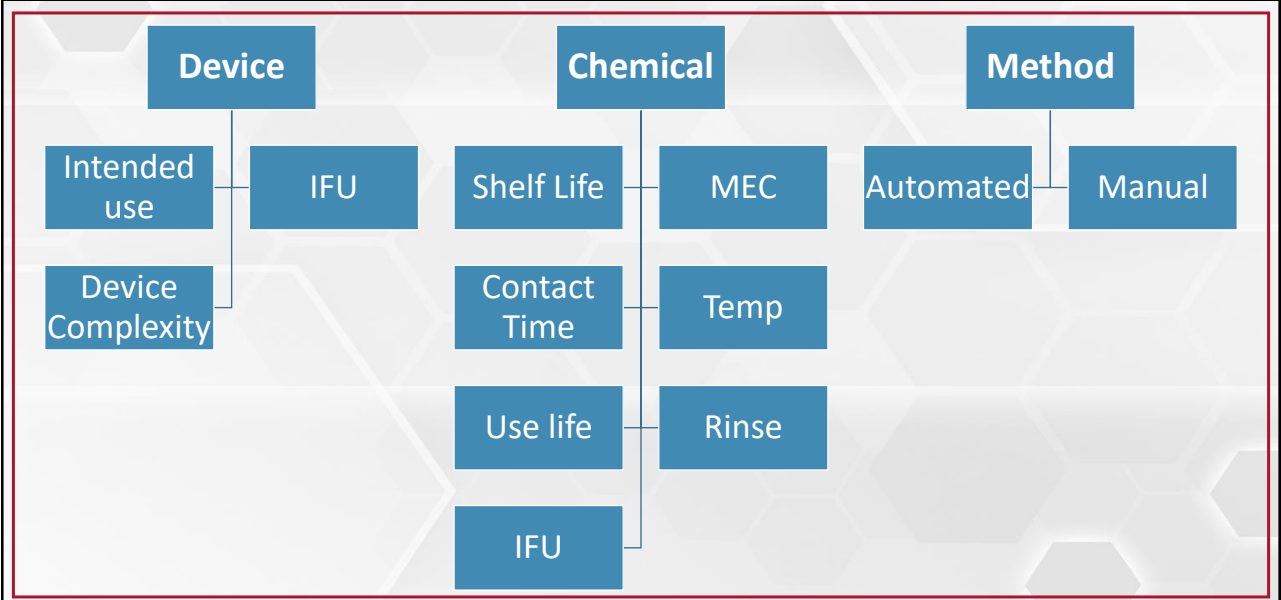 Device
Intended
use
IFU
Device
Complexity
Chemical
Shelf Life
MEC
Contact
Time
Temp
Use life
Rinse
IFU
Method
Automated
Manual